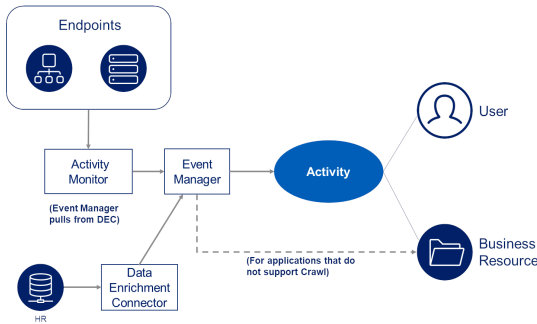 Endpoints
User
Activity
Monitor
Event
Manager
Activity
(Event Manager
pulls from DEC)
Business
Resource
(For applications that do
not support Crawl)
Data
Enrichment
Connector
HR